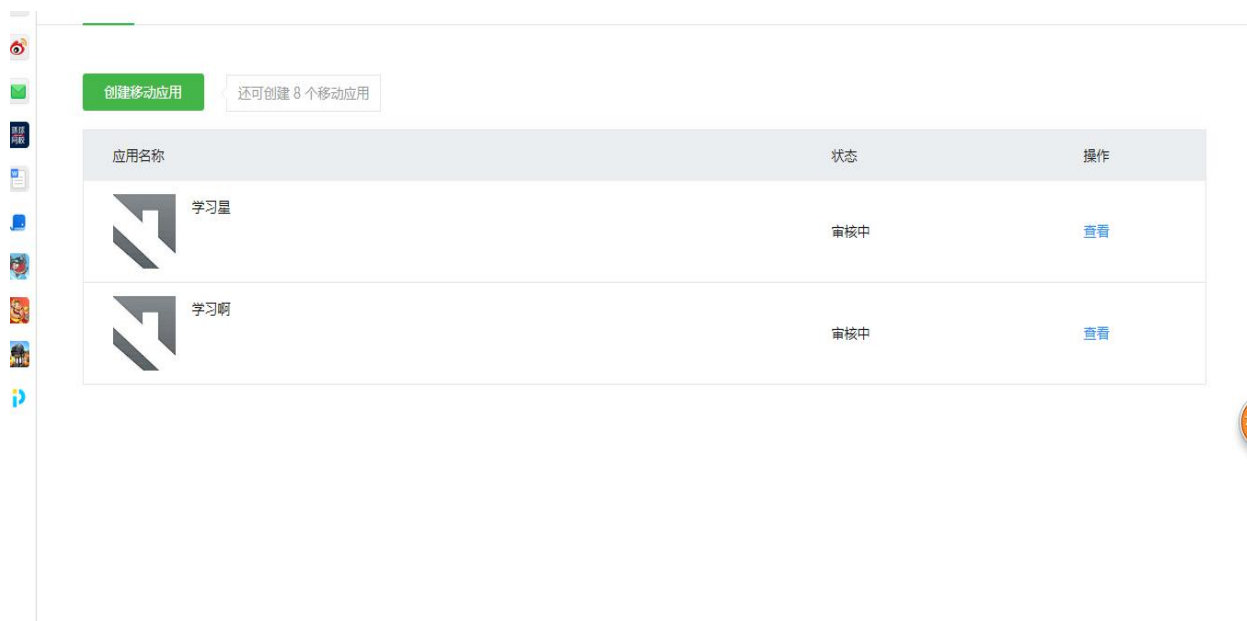 创建移动应用
还可创建 8 个移动应用
应用名称 状态 操作
学习星
审核中 查看
学习啊
审核中 查看